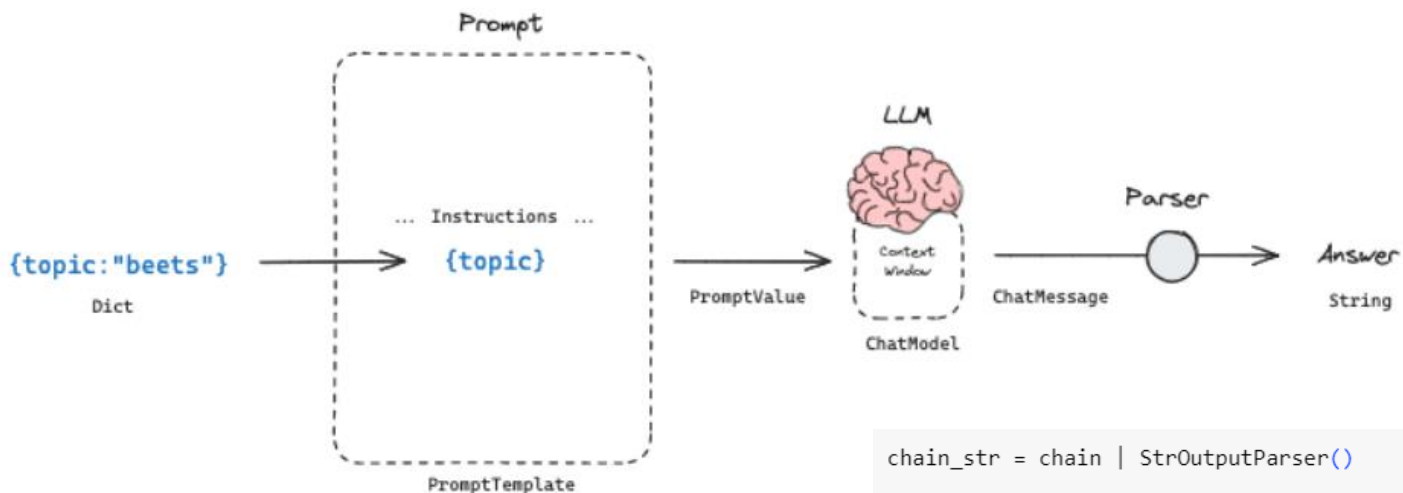 Prompt
... Instructions ...
{topic:"beets"}
{topic}
Dict
PromptTemplate
PromptValue
LLM
Context
Window
ChatModel
ChatMessage
Parser
Answer
String
chain_str = chain | StrOutputParser()